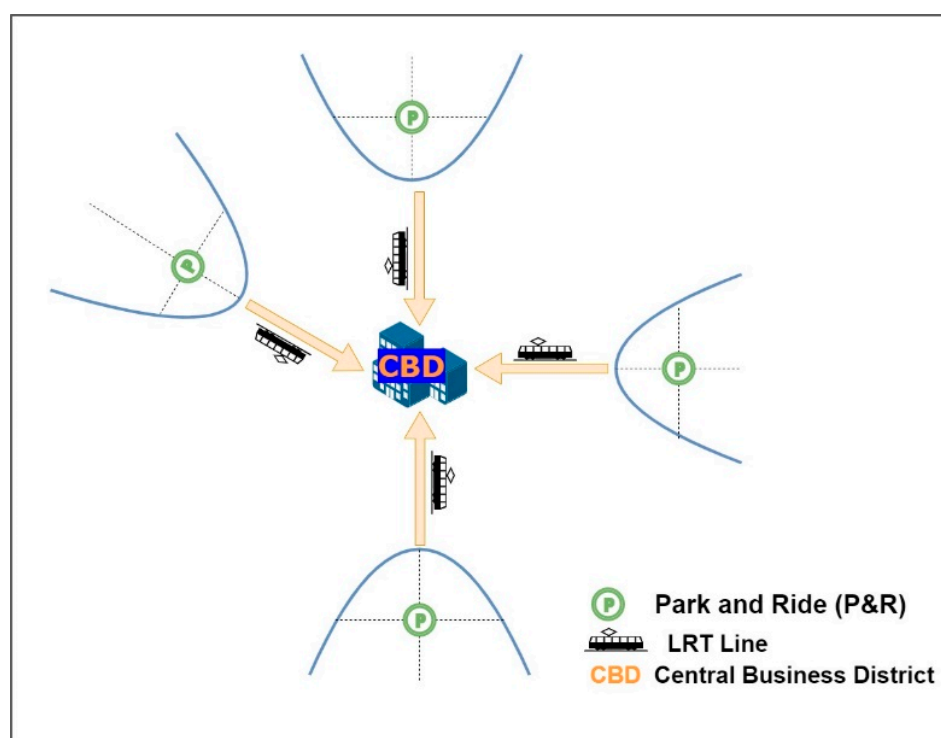 P
P
CBD
P
P
P Park and Ride (P&R)
LRT Line
CBD Central Business District